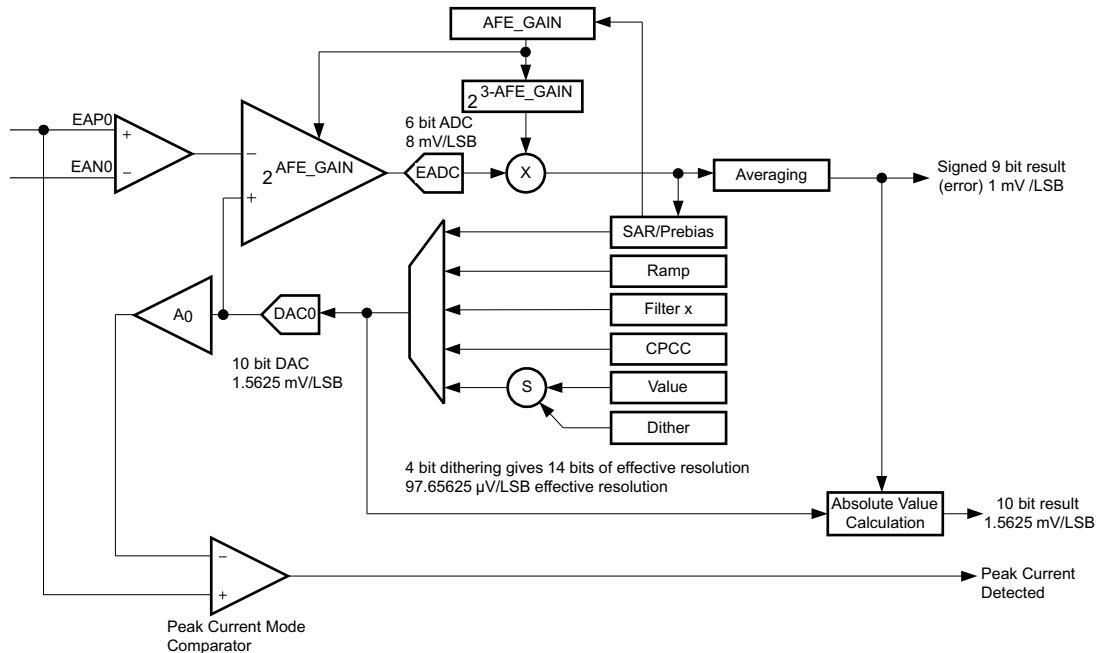 AFE_GAIN
2 3-AFE_GAIN
6 bit ADC
8 mV/LSB
EAP0
+
EAN0
−
−
2 AFE_GAIN
+
EADC
X
Averaging
Signed 9 bit result
(error) 1 mV /LSB
SAR/Prebias
Ramp
Filter x
CPCC
Value
Dither
S
A0
DAC0
10 bit DAC
1.5625 mV/LSB
4 bit dithering gives 14 bits of effective resolution
97.65625 µV/LSB effective resolution
Absolute Value
Calculation
10 bit result
1.5625 mV/LSB
−
+
Peak Current
Detected
Peak Current Mode
Comparator